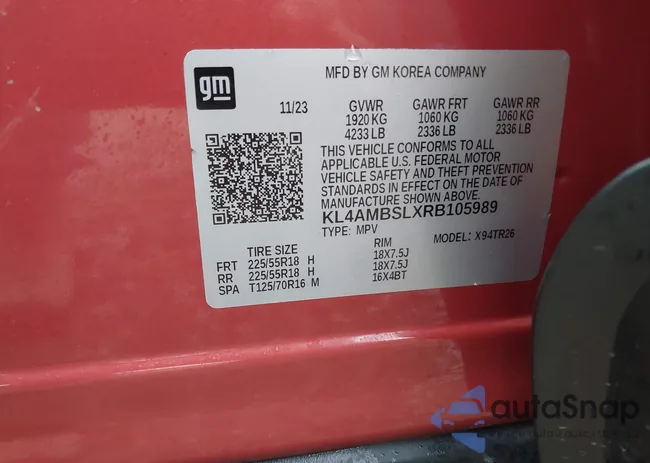 gm
MFD BY GM KOREA COMPANY
11/23 GVWR GAWR FRT GAWR RR
1920 KG 1060 KG 1060 KG
4233 LB 2336 LB 2336 LB
THIS VEHICLE CONFORMS TO ALL
APPLICABLE U.S. FEDERAL MOTOR
VEHICLE SAFETY AND THEFT PREVENTION
STANDARDS IN EFFECT ON THE DATE OF
MANUFACTURE SHOWN ABOVE.
KL4AMBSLXRB105989
TYPE: MPV MODEL: X94TR26
TIRE SIZE RIM
FRT 225/55R18 H 18X7.5J
RR 225/55R18 H 18X7.5J
SPA T125/70R16 M 16X4BT
autaSnap